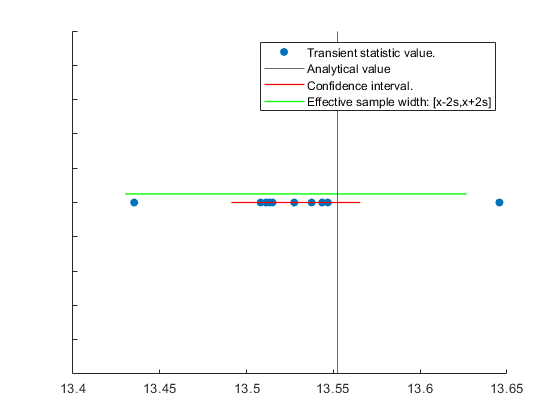 Transient statistic value.
Analytical value
Confidence interval.
Effective sample width: [x-2s,x+2s]
13.4 13.45 13.5 13.55 13.6 13.65